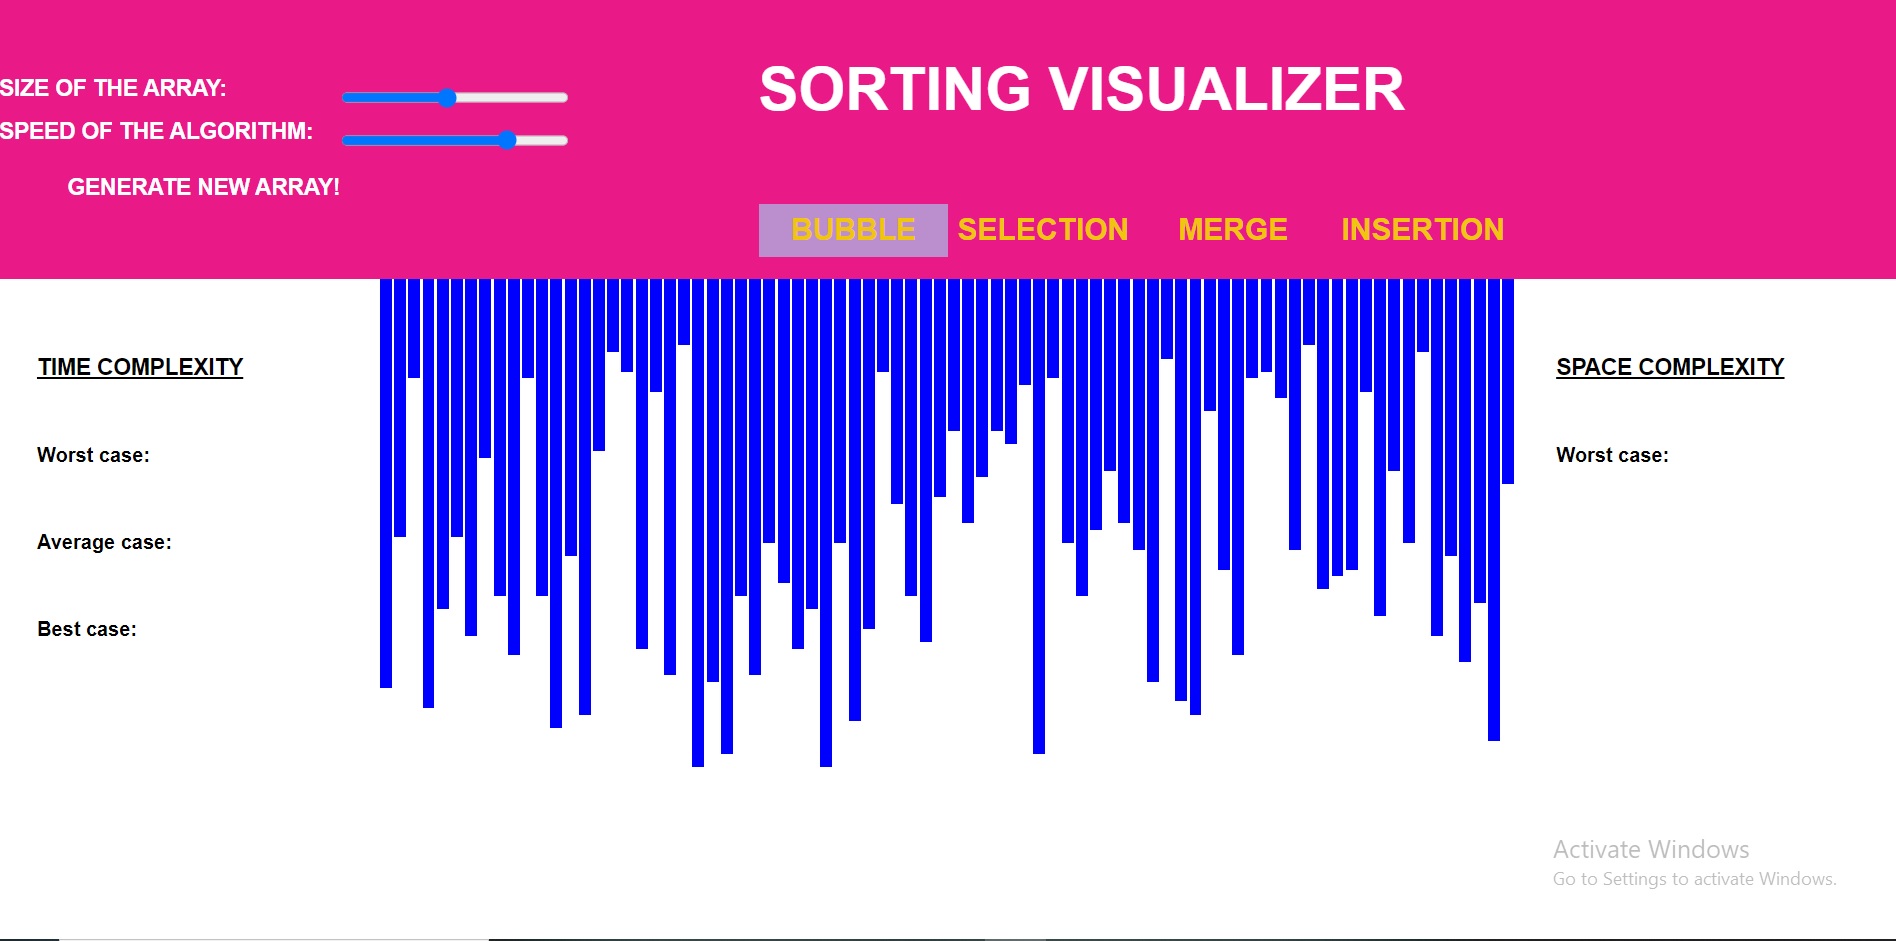 SIZE OF THE ARRAY:
SPEED OF THE ALGORITHM:
GENERATE NEW ARRAY!
SORTING VISUALIZER
BUBBLE SELECTION MERGE INSERTION
TIME COMPLEXITY
Worst case:
Average case:
Best case:
SPACE COMPLEXITY
Worst case:
Activate Windows
Go to Settings to activate Windows.